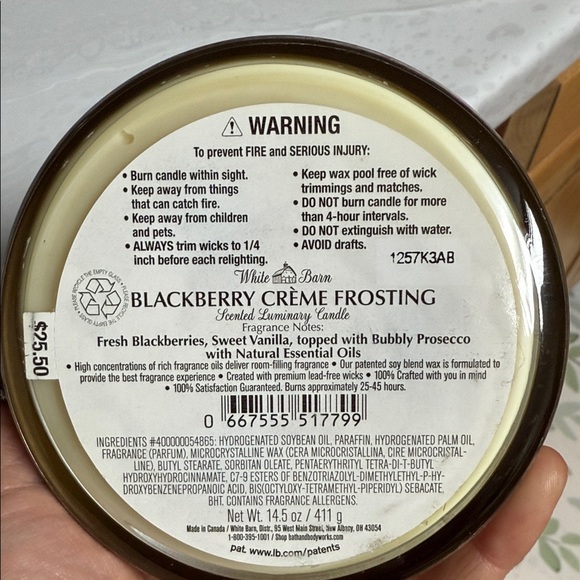 ⚠ WARNING
To prevent FIRE and SERIOUS INJURY:
• Burn candle within sight.
• Keep away from things
that can catch fire.
• Keep away from children
and pets.
• ALWAYS trim wicks to 1/4
inch before each relighting.
• Keep wax pool free of wick
trimmings and matches.
• DO NOT burn candle for more
than 4-hour intervals.
• DO NOT extinguish with water.
• AVOID drafts.
1257K3AB
White Barn
BLACKBERRY CRÈME FROSTING
Scented Luminary Candle
Fragrance Notes:
Fresh Blackberries, Sweet Vanilla, topped with Bubbly Prosecco
with Natural Essential Oils
• High concentrations of rich fragrance oils deliver room-filling fragrance • Our patented soy blend wax is formulated to
provide the best fragrance experience • Created with premium lead-free wicks • 100% Crafted with you in mind
• 100% Satisfaction Guaranteed. Burns approximately 25-45 hours.
$25.50
0 667555 517799
INGREDIENTS #400000054865: HYDROGENATED SOYBEAN OIL, PARAFFIN, HYDROGENATED PALM OIL,
FRAGRANCE (PARFUM), MICROCRYSTALLINE WAX (CERA MICROCRISTALLINA, CIRE MICROCRISTAL-
LINE), BUTYL STEARATE, SORBITAN OLEATE, PENTAERYTHRITYL TETRA-DI-T-BUTYL
HYDROXYHYDROCINNAMATE, C7-9 ESTERS OF BENZOTRIAZOLYL-DIMETHYLETHYL-P-HY-
DROXYBENZENEPROPANOIC ACID, BIS(OCTYLOXY-TETRAMETHYL-PIPERIDYL) SEBACATE,
BHT. CONTAINS FRAGRANCE ALLERGENS.
Net Wt. 14.5 oz / 411 g
Made in Canada / White Barn, Distr., 95 West Main Street, New Albany, OH 43054
1-800-395-1001 / Shop bathandbodyworks.com
pat. www.lb.com/patents